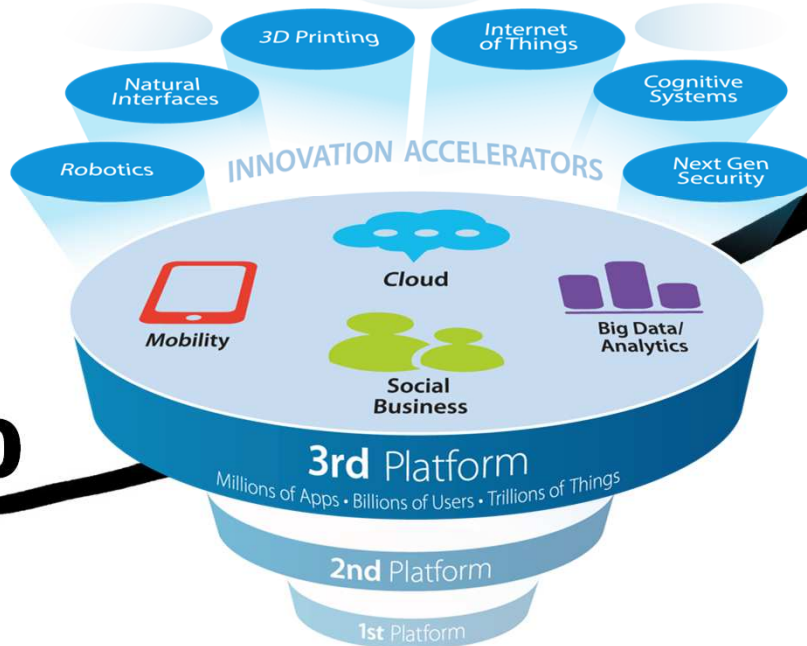 3D Printing
Internet
of Things
Natural
Interfaces
Cognitive
Systems
Robotics
INNOVATION ACCELERATORS
Next Gen
Security
Cloud
Mobility
Big Data/
Analytics
Social
Business
3rd Platform
Millions of Apps • Billions of Users • Trillions of Things
2nd Platform
1st Platform